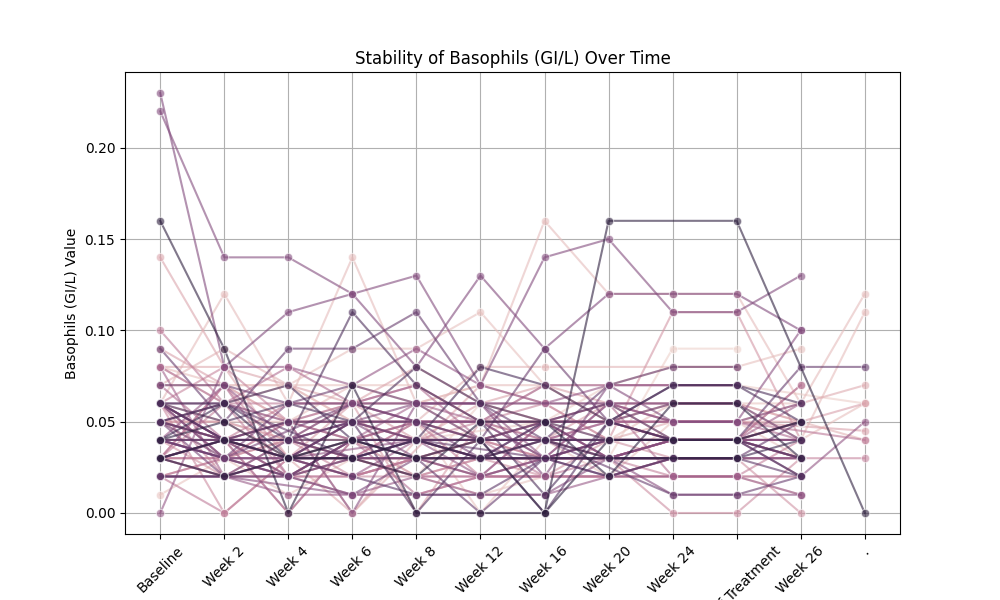 Stability of Basophils (GI/L) Over Time
Basophils (GI/L) Value
0.20
0.15
0.10
0.05
0.00
Baseline
Week 2
Week 4
Week 6
Week 8
Week 12
Week 16
Week 20
Week 24
Treatment
Week 26
.